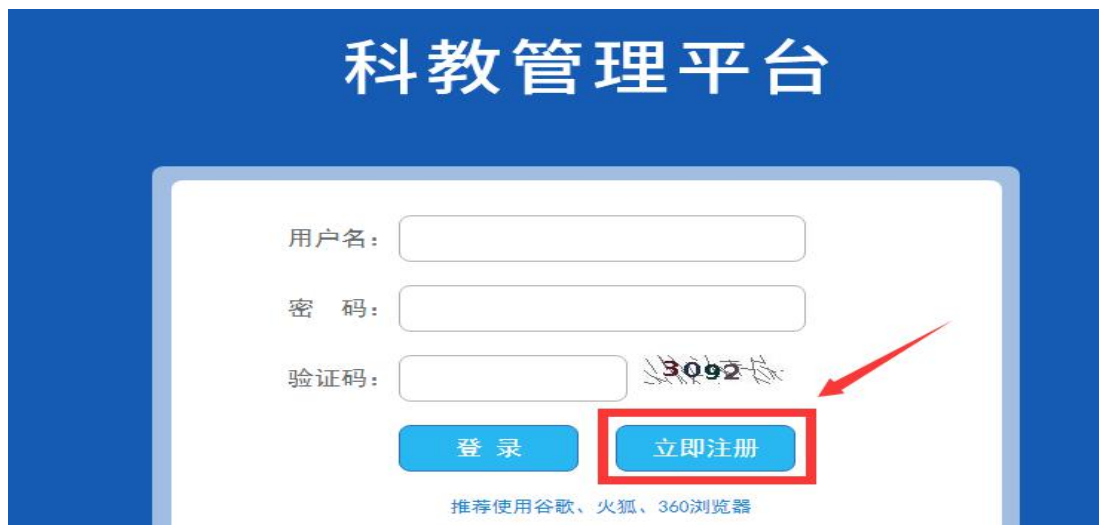 科教管理平台
用户名：
密 码：
验证码： 3092
登 录 立即注册
推荐使用谷歌、火狐、360浏览器